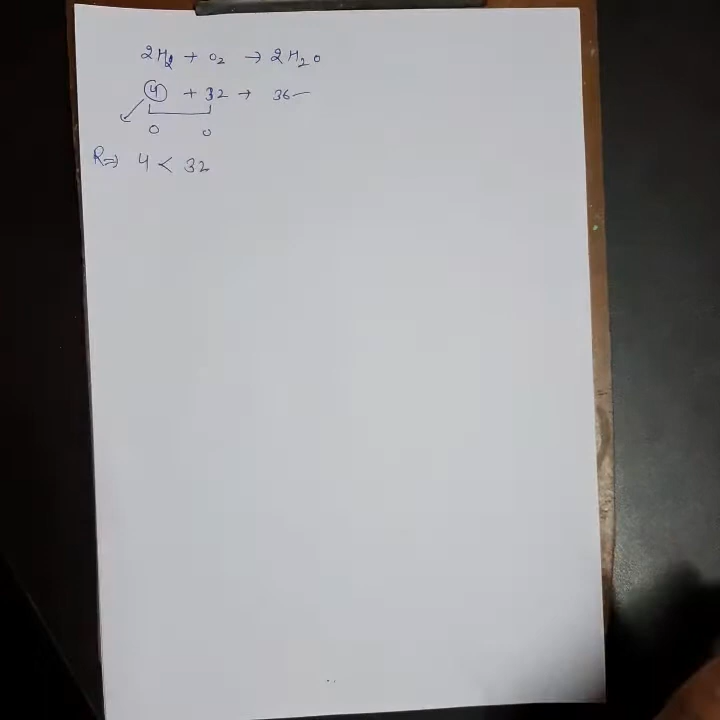 2H₂ + O₂ → 2H₂O
4 + 32 → 36
0 0
R⇒ 4 < 32